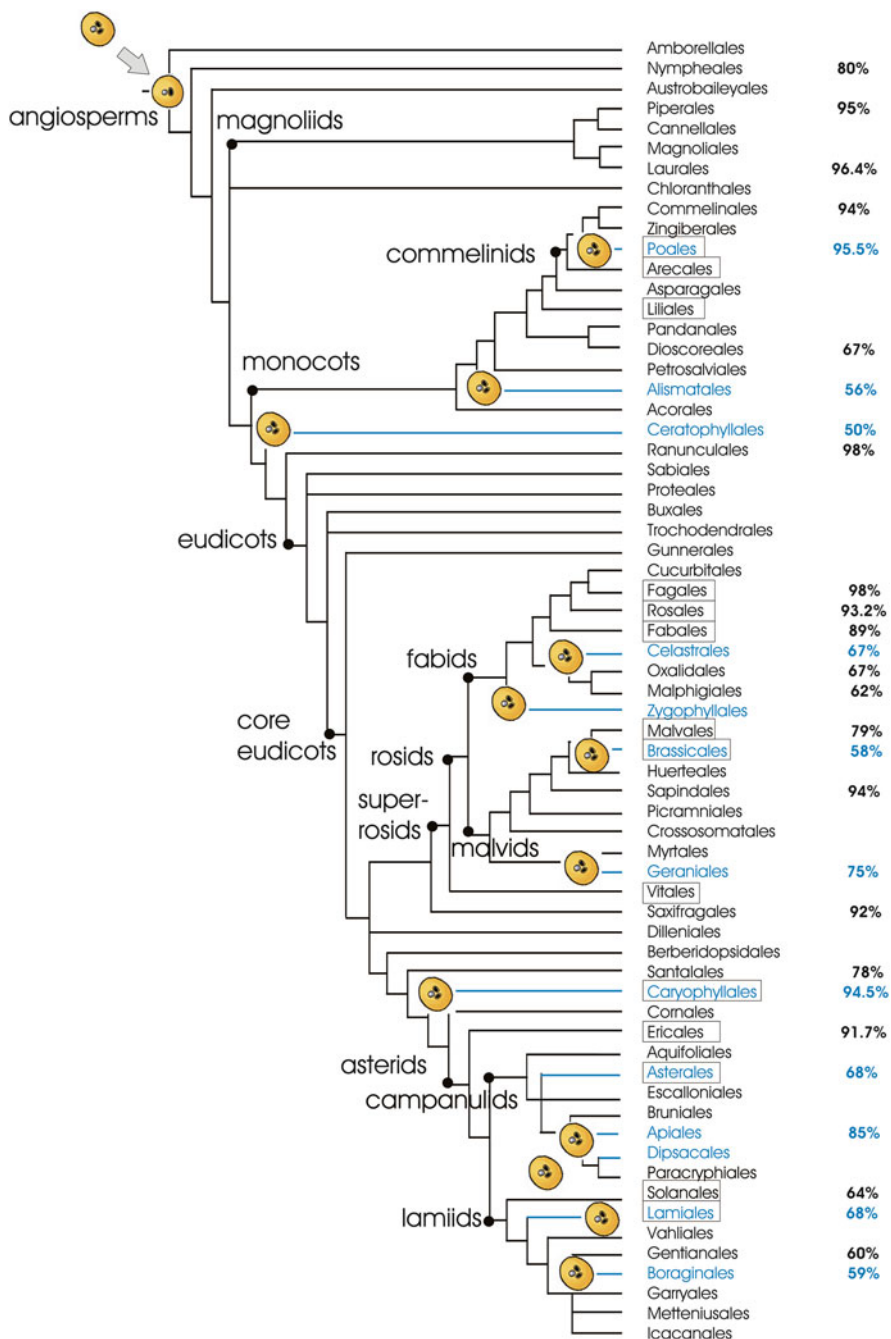 Amborellales
Nympheales 80%
Austrobaileyales
angiosperms
magnoliids
Piperales 95%
Cannellales
Magnoliales
Laurales 96.4%
Chloranthales
Commelinales 94%
Zingiberales
commelinids
Poales 95.5%
Arecales
Asparagales
Liliales
Pandanales
Dioscoreales 67%
monocots
Petrosalviales
Alismatales 56%
Acorales
Ceratophyllales 50%
Ranunculales 98%
Sabiales
Proteales
Buxales
Trochodendrales
eudicots
Gunnerales
Cucurbitales
Fagales 98%
Rosales 93.2%
Fabales 89%
Celastrales 67%
fabids
Oxalidales 67%
Malphigiales 62%
Zygophyllales
core
eudicots
Malvales 79%
Brassicales 58%
rosids
Huerteales
Sapindales 94%
super-
rosids
Picramniales
Crossosomatales
malvids
Myrtales
Geraniales 75%
Vitales
Saxifragales 92%
Dilleniales
Berberidopsidales
Santalales 78%
Caryophyllales 94.5%
Cornales
Ericales 91.7%
asterids
Aquifoliales
Asterales 68%
campanulids
Escalloniales
Bruniales
Apiales 85%
Dipsacales
Paracryphiales
Solanales 64%
lamiids
Lamiales 68%
Vahliales
Gentianales 60%
Boraginales 59%
Garryales
Metteniusales
Icacanales